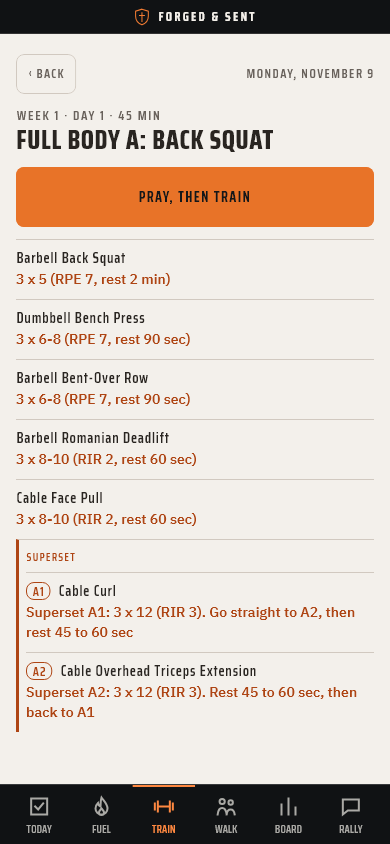 FORGED & SENT
‹ BACK
MONDAY, NOVEMBER 9
WEEK 1 · DAY 1 · 45 MIN
FULL BODY A: BACK SQUAT
PRAY, THEN TRAIN
Barbell Back Squat
3 x 5 (RPE 7, rest 2 min)
Dumbbell Bench Press
3 x 6-8 (RPE 7, rest 90 sec)
Barbell Bent-Over Row
3 x 6-8 (RPE 7, rest 90 sec)
Barbell Romanian Deadlift
3 x 8-10 (RIR 2, rest 60 sec)
Cable Face Pull
3 x 8-10 (RIR 2, rest 60 sec)
SUPERSET
A1 Cable Curl
Superset A1: 3 x 12 (RIR 3). Go straight to A2, then
rest 45 to 60 sec
A2 Cable Overhead Triceps Extension
Superset A2: 3 x 12 (RIR 3). Rest 45 to 60 sec, then
back to A1
TODAY
FUEL
TRAIN
WALK
BOARD
RALLY